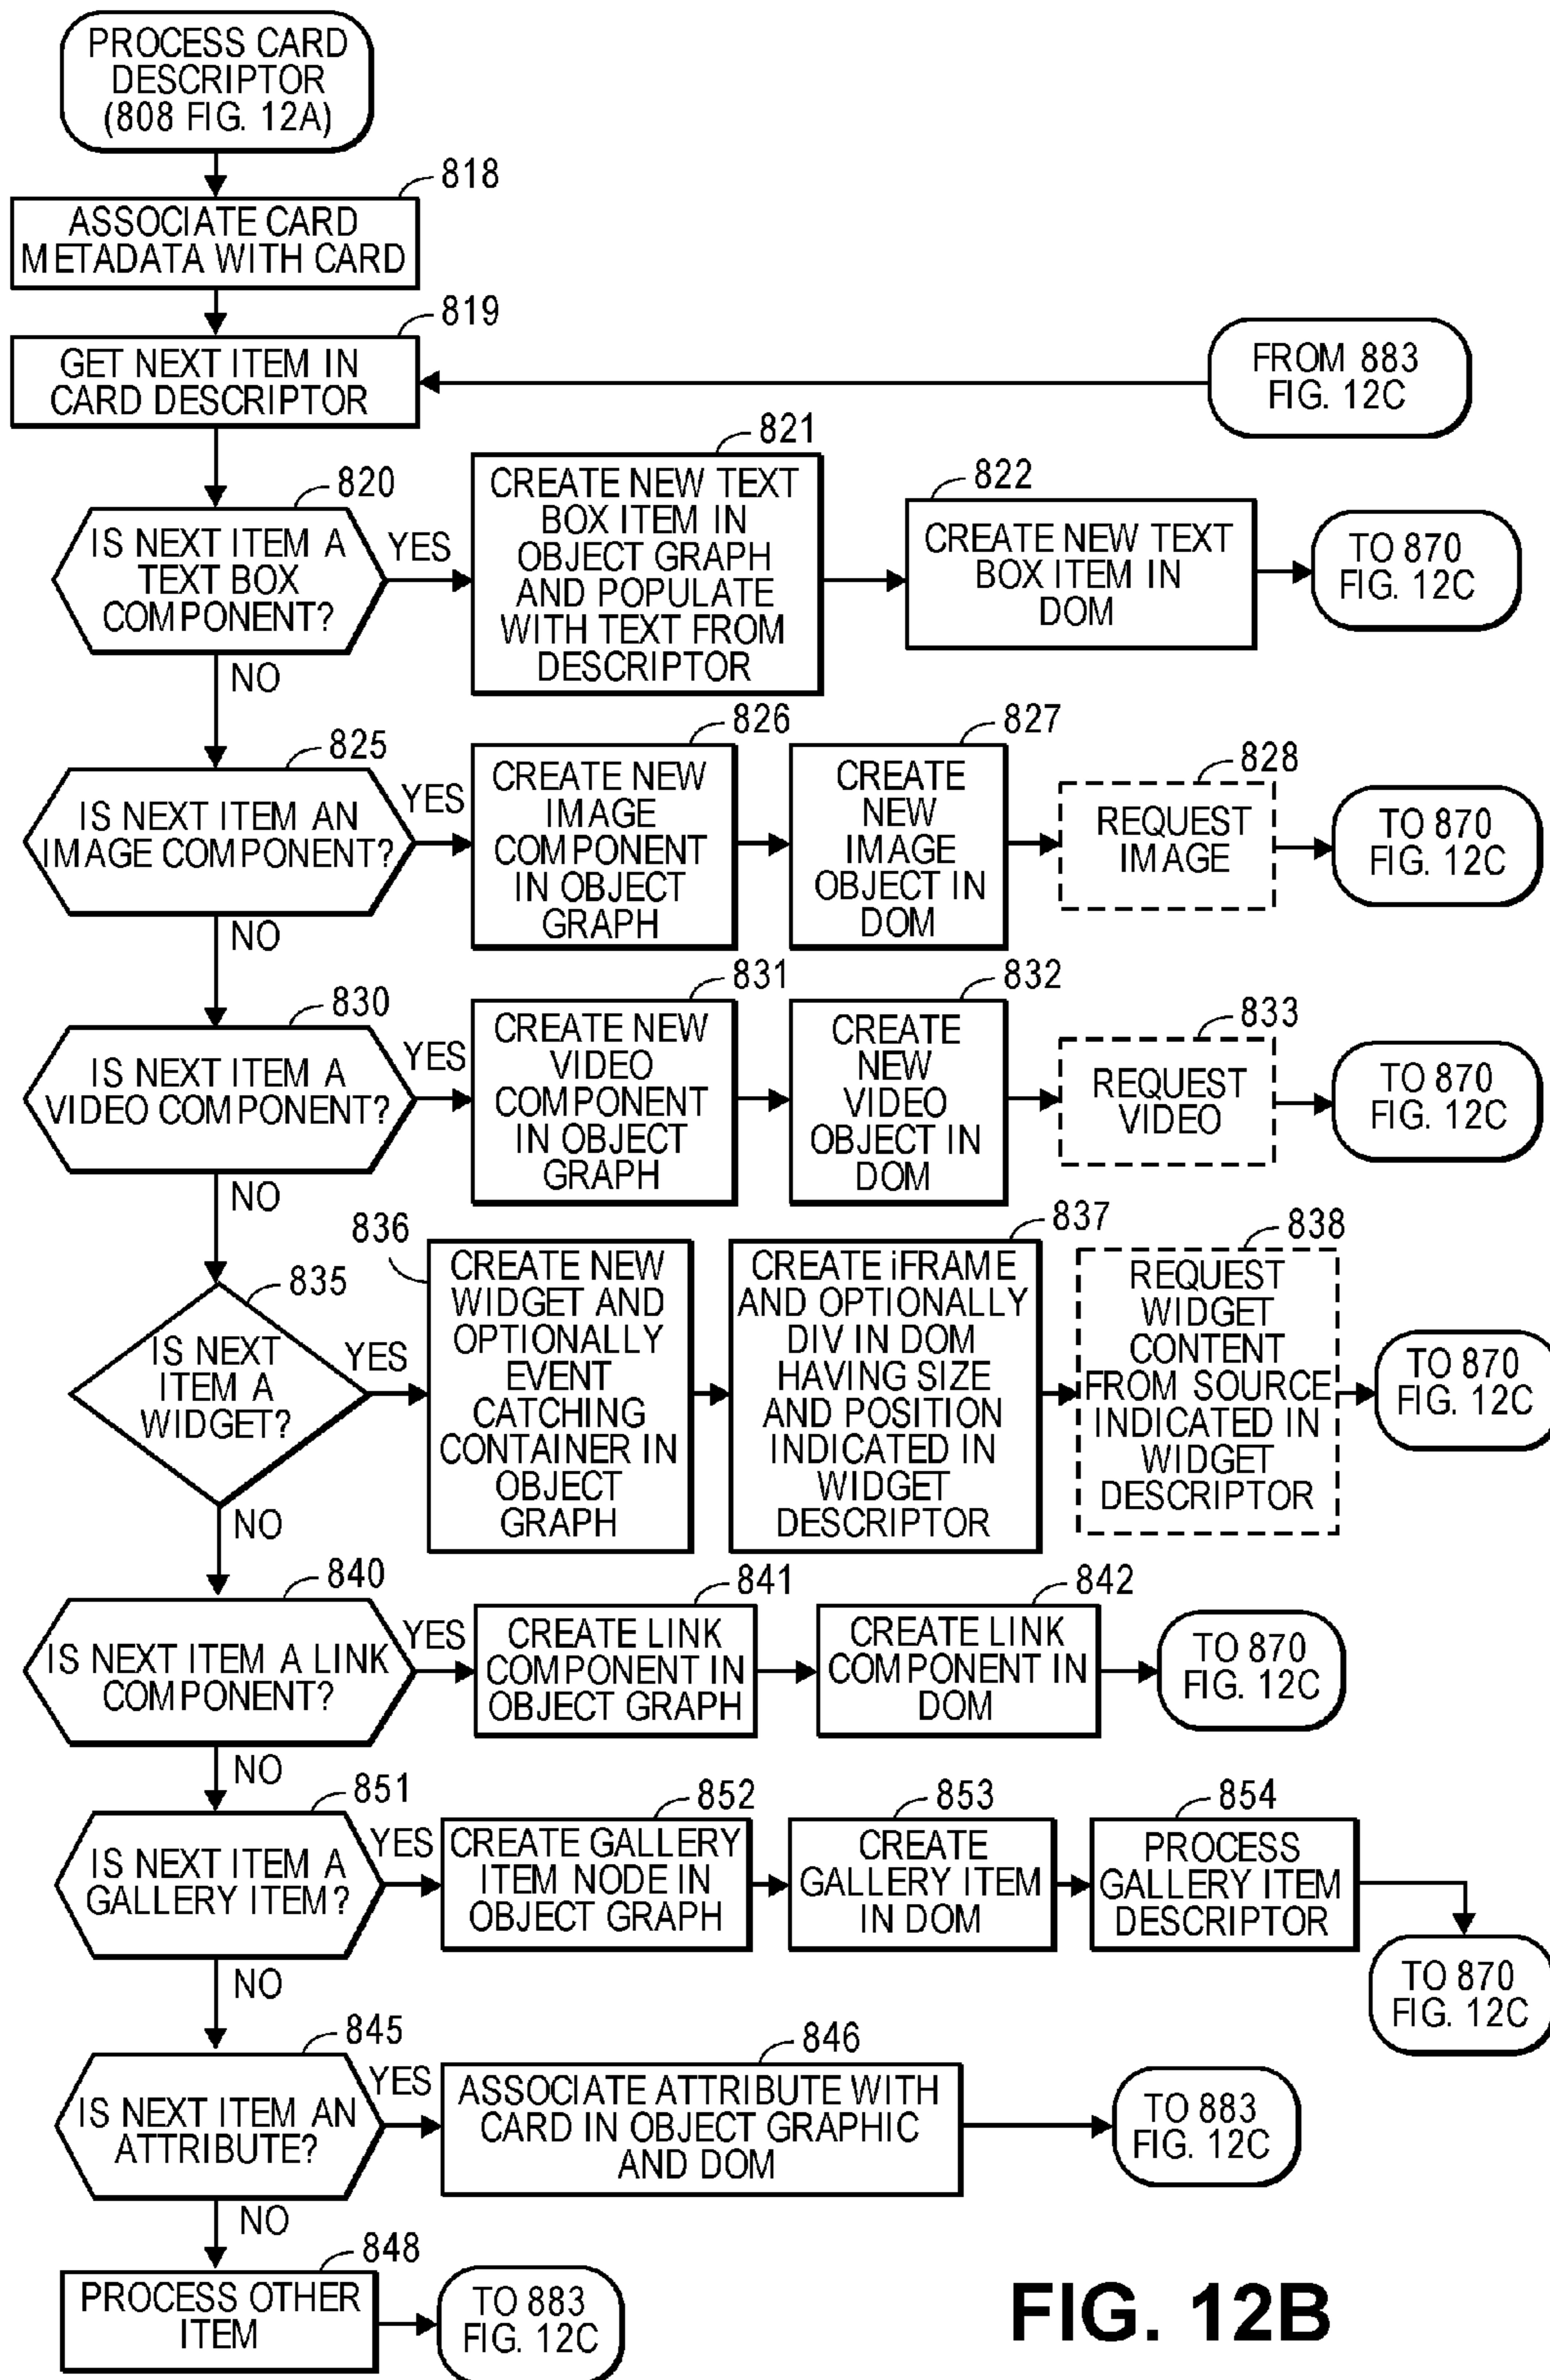 PROCESS CARD
DESCRIPTOR
(808 FIG. 12A)
818
ASSOCIATE CARD
METADATA WITH CARD
819
GET NEXT ITEM IN
CARD DESCRIPTOR
FROM 883
FIG. 12C
820
IS NEXT ITEM A
TEXT BOX
COMPONENT?
YES
NO
821
CREATE NEW TEXT
BOX ITEM IN
OBJECT GRAPH
AND POPULATE
WITH TEXT FROM
DESCRIPTOR
822
CREATE NEW TEXT
BOX ITEM IN
DOM
TO 870
FIG. 12C
825
IS NEXT ITEM AN
IMAGE COMPONENT?
YES
NO
826
CREATE NEW
IMAGE
COMPONENT
IN OBJECT
GRAPH
827
CREATE
NEW
IMAGE
OBJECT IN
DOM
828
REQUEST
IMAGE
TO 870
FIG. 12C
830
IS NEXT ITEM A
VIDEO COMPONENT?
YES
NO
831
CREATE NEW
VIDEO
COMPONENT
IN OBJECT
GRAPH
832
CREATE
NEW
VIDEO
OBJECT IN
DOM
833
REQUEST
VIDEO
TO 870
FIG. 12C
835
IS NEXT
ITEM A
WIDGET?
YES
NO
836
CREATE NEW
WIDGET AND
OPTIONALLY
EVENT
CATCHING
CONTAINER IN
OBJECT
GRAPH
837
CREATE iFRAME
AND OPTIONALLY
DIV IN DOM
HAVING SIZE
AND POSITION
INDICATED IN
WIDGET
DESCRIPTOR
838
REQUEST
WIDGET
CONTENT
FROM SOURCE
INDICATED IN
WIDGET
DESCRIPTOR
TO 870
FIG. 12C
840
IS NEXT ITEM A LINK
COMPONENT?
YES
NO
841
CREATE LINK
COMPONENT IN
OBJECT GRAPH
842
CREATE LINK
COMPONENT IN
DOM
TO 870
FIG. 12C
851
IS NEXT ITEM A
GALLERY ITEM?
YES
NO
852
CREATE GALLERY
ITEM NODE IN
OBJECT GRAPH
853
CREATE
GALLERY ITEM
IN DOM
854
PROCESS
GALLERY ITEM
DESCRIPTOR
TO 870
FIG. 12C
845
IS NEXT ITEM AN
ATTRIBUTE?
YES
NO
846
ASSOCIATE ATTRIBUTE WITH
CARD IN OBJECT GRAPHIC
AND DOM
TO 883
FIG. 12C
848
PROCESS OTHER
ITEM
TO 883
FIG. 12C
FIG. 12B